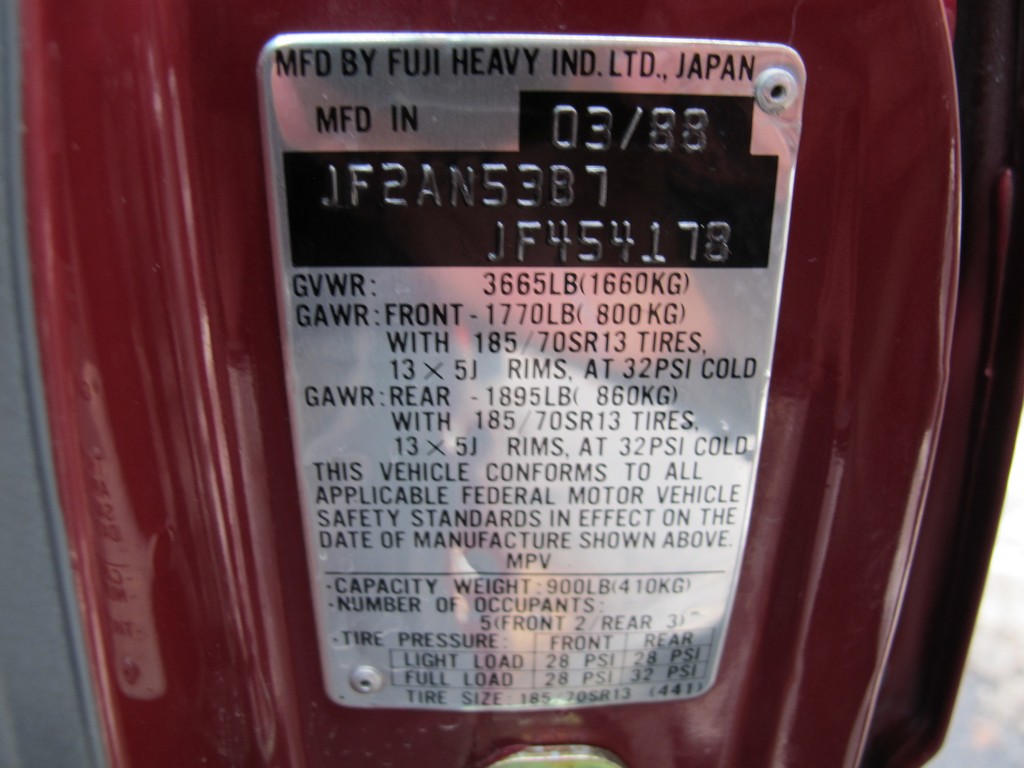 MFD BY FUJI HEAVY IND. LTD., JAPAN
MFD IN 03/88
JF2AN53B7
JF454178
GVWR: 3665LB(1660KG)
GAWR:FRONT-1770LB( 800KG)
WITH 185/70SR13 TIRES,
13×5J RIMS, AT 32PSI COLD
GAWR:REAR -1895LB( 860KG)
WITH 185/70SR13 TIRES,
13×5J RIMS, AT 32PSI COLD
THIS VEHICLE CONFORMS TO ALL
APPLICABLE FEDERAL MOTOR VEHICLE
SAFETY STANDARDS IN EFFECT ON THE
DATE OF MANUFACTURE SHOWN ABOVE.
MPV
·CAPACITY WEIGHT:900LB(410KG)
·NUMBER OF OCCUPANTS:
5(FRONT 2/REAR 3)
·TIRE PRESSURE: FRONT REAR
LIGHT LOAD 28 PSI 28 PSI
FULL LOAD 28 PSI 32 PSI
TIRE SIZE:185/70SR13 (441)